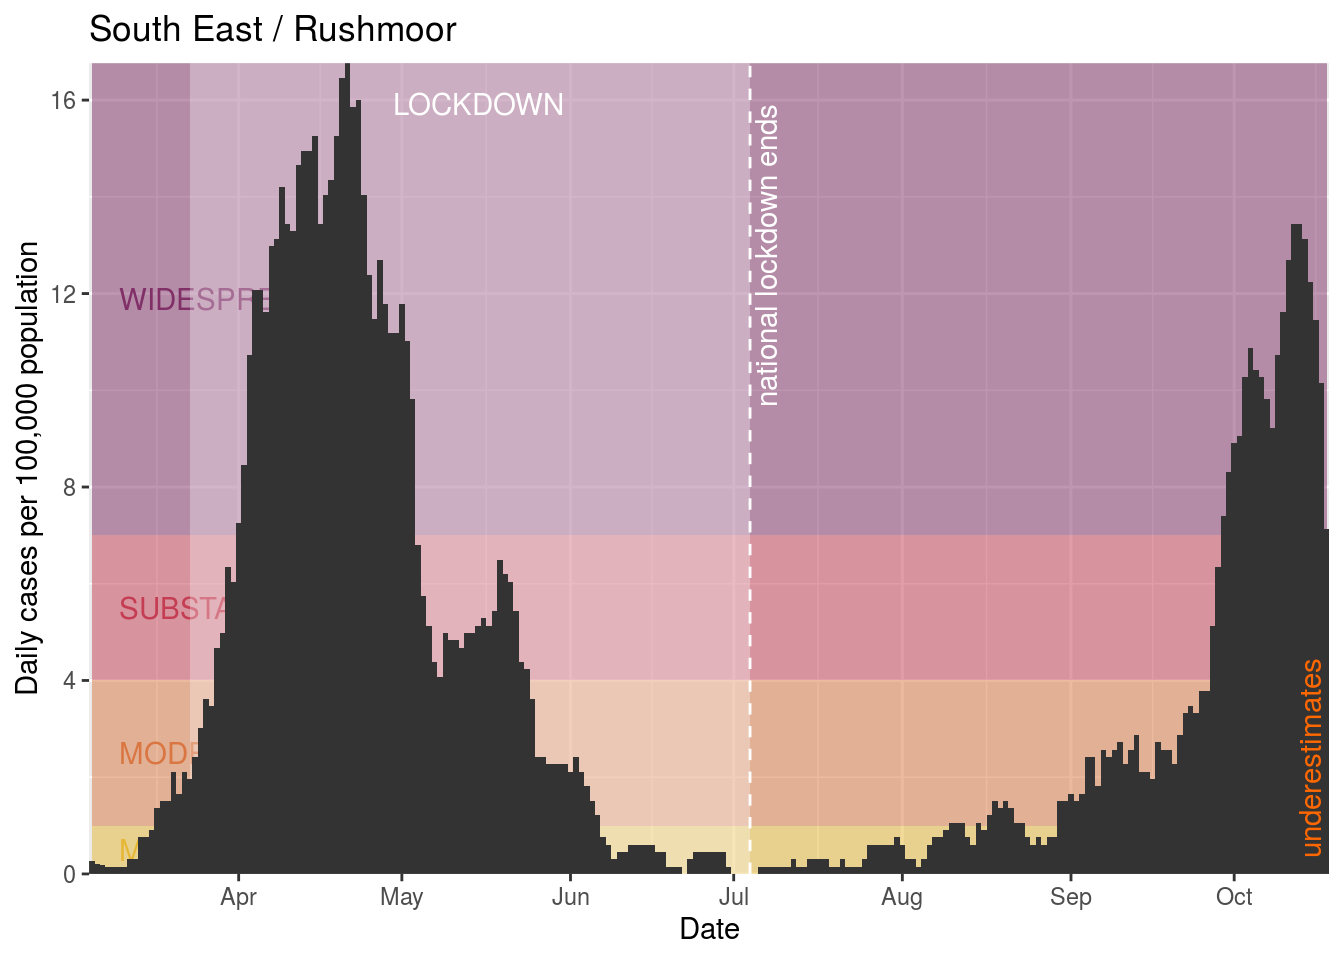 South East / Rushmoor
Daily cases per 100,000 population
16
12
8
4
0
LOCKDOWN
national lockdown ends
WIDESPRE
SUBSTA
MODE
M
underestimates
Apr
May
Jun
Jul
Aug
Sep
Oct
Date